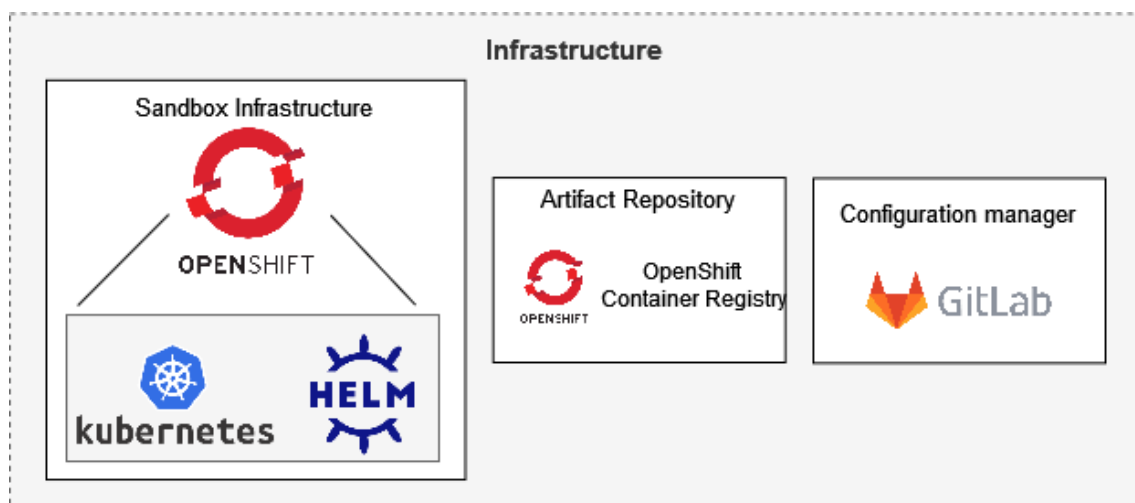 Infrastructure
Sandbox Infrastructure
OPENSHIFT
kubernetes
HELM
Artifact Repository
OPENSHIFT
OpenShift
Container Registry
Configuration manager
GitLab